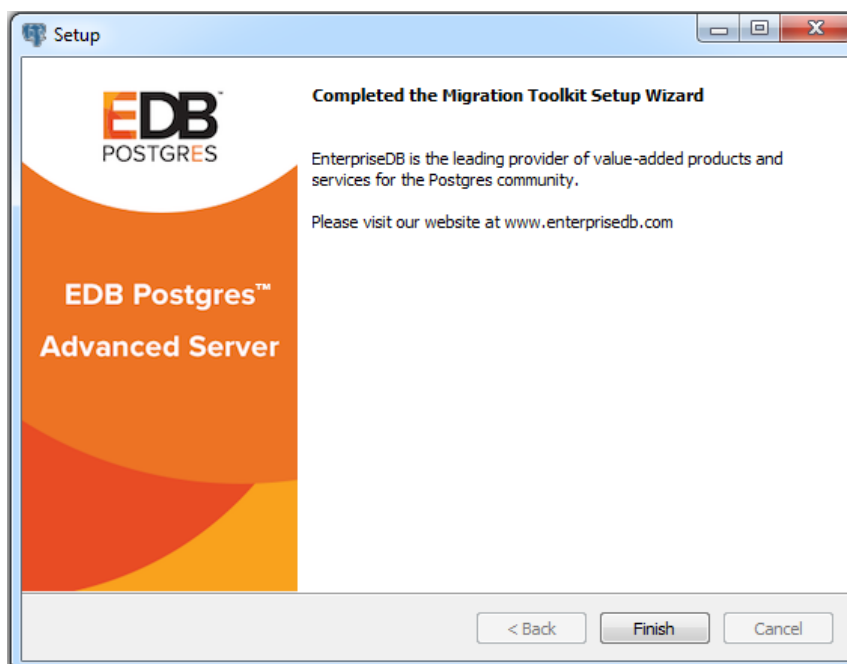 Setup
EDB™
POSTGRES
EDB Postgres™
Advanced Server
Completed the Migration Toolkit Setup Wizard
EnterpriseDB is the leading provider of value-added products and
services for the Postgres community.
Please visit our website at www.enterprisedb.com
< Back
Finish
Cancel